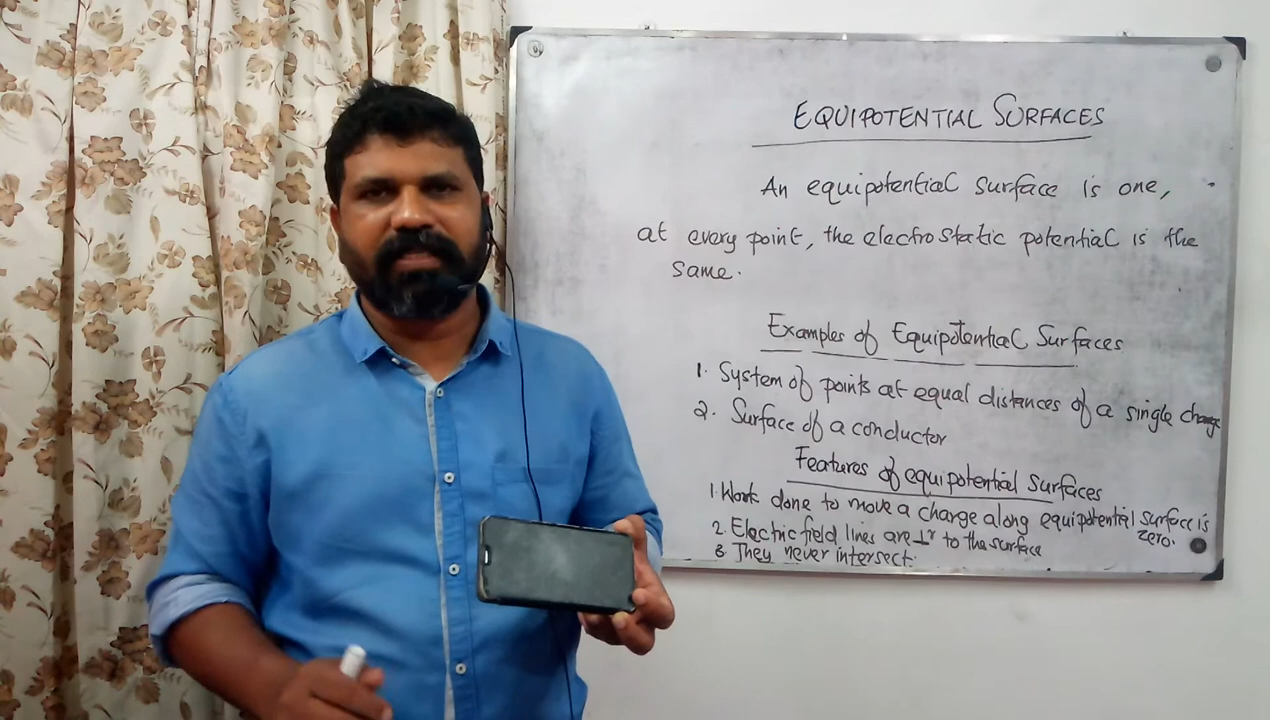 EQUIPOTENTIAL SURFACES
An equipotential surface is one,
at every point, the electrostatic potential is the
same.
Examples of Equipotential Surfaces
1. System of points at equal distances of a single charge
2. Surface of a conductor
Features of equipotential surfaces
1. Work done to move a charge along equipotential surface is
zero.
2. Electric field lines are ⊥r to the surface
3 They never intersect.